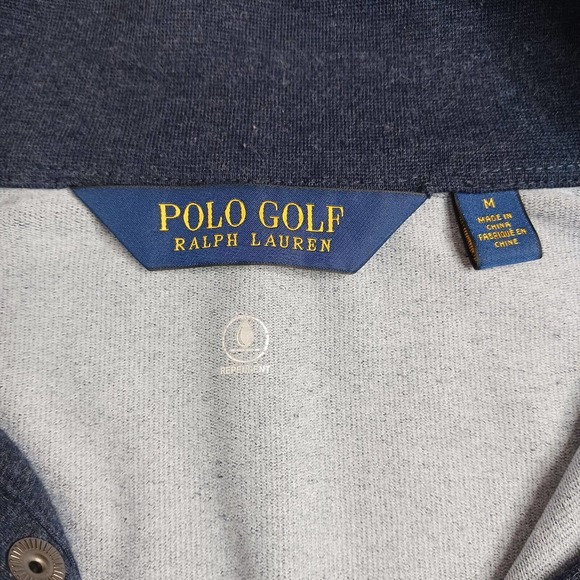 POLO GOLF
RALPH LAUREN
M
MADE IN
CHINA
FABRIQUÉ EN
CHINE
REPELLENT